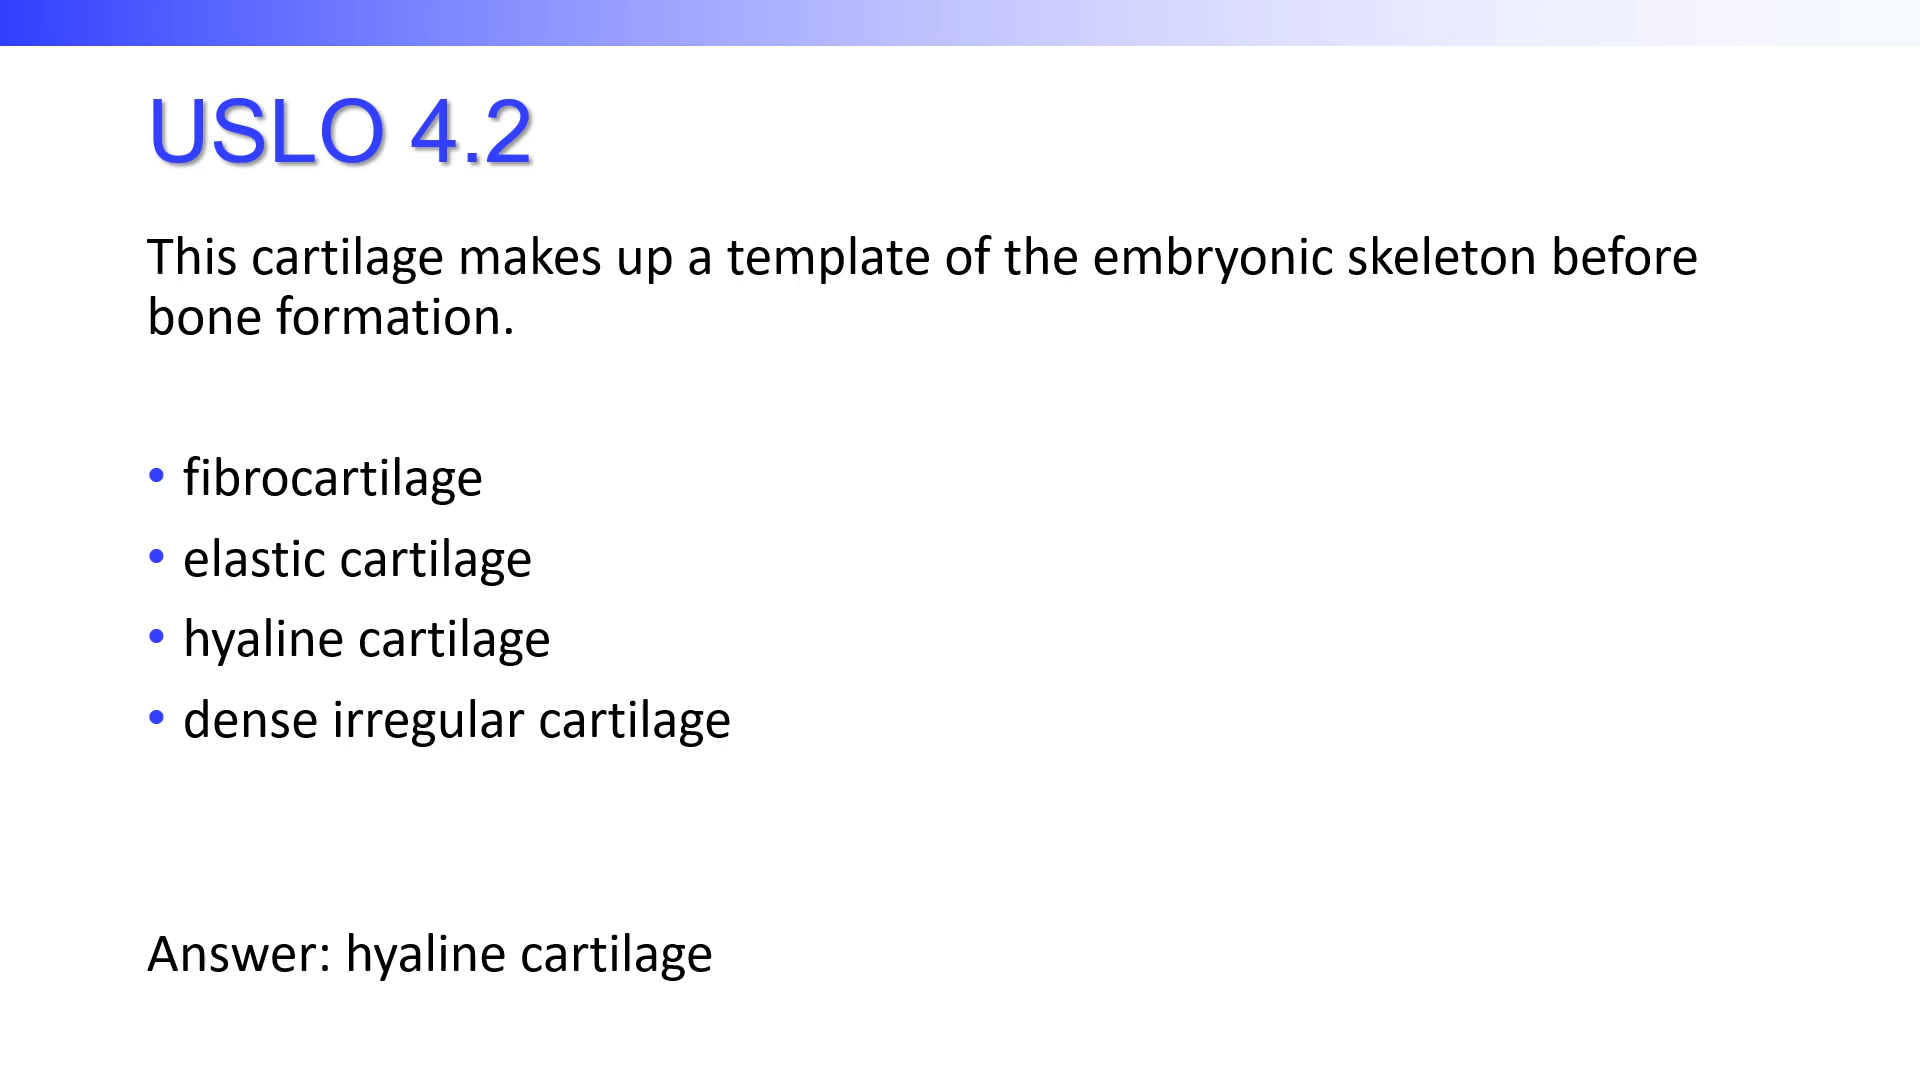 USLO 4.2
This cartilage makes up a template of the embryonic skeleton before
bone formation.
• fibrocartilage
• elastic cartilage
• hyaline cartilage
• dense irregular cartilage
Answer: hyaline cartilage